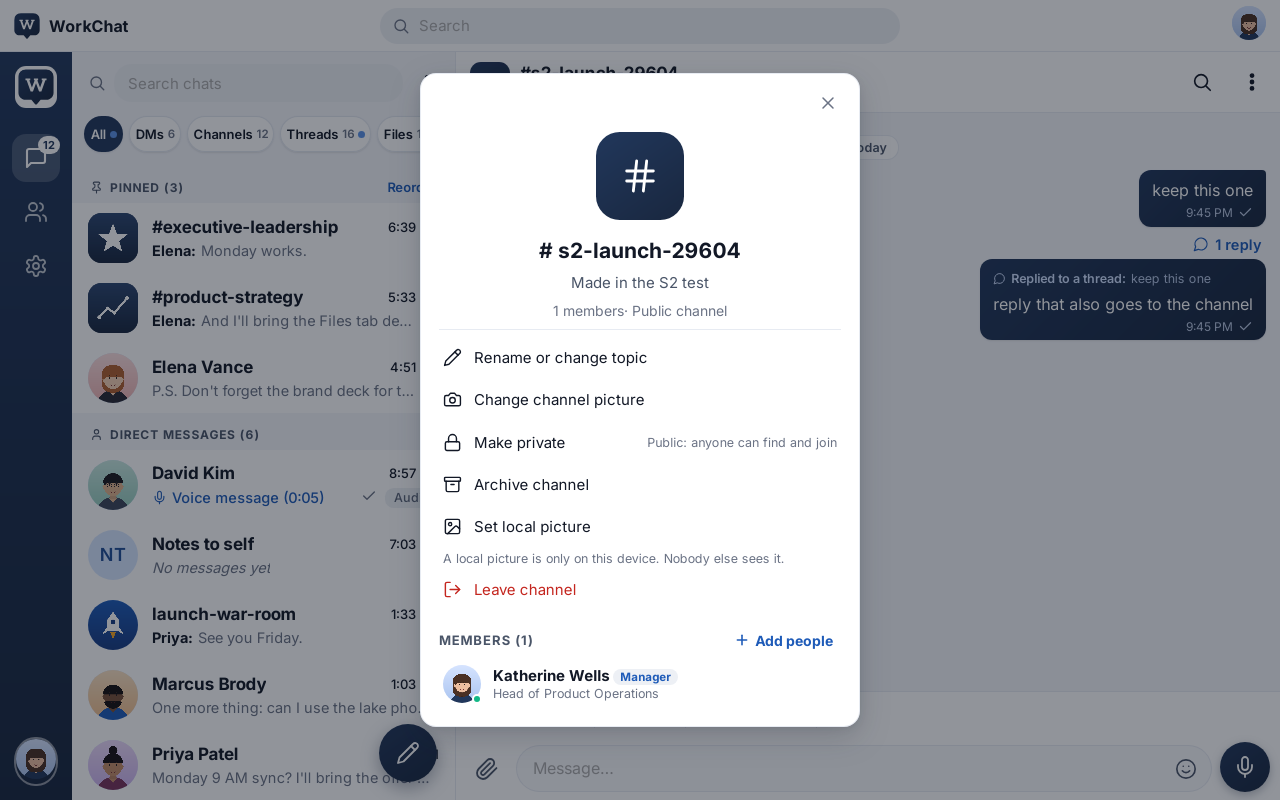 WorkChat
Search
Search chats
All
DMs 6
Channels 12
Threads 16
Files
12
PINNED (3)
#executive-leadership 6:39
Elena: Monday works.
#product-strategy 5:33
Elena: And I'll bring the Files tab de...
Elena Vance 4:51
P.S. Don't forget the brand deck for t...
DIRECT MESSAGES (6)
David Kim 8:57
Voice message (0:05)
NT
Notes to self 7:03
No messages yet
launch-war-room 1:33
Priya: See you Friday.
Marcus Brody 1:03
One more thing: can I use the lake pho...
Priya Patel
Monday 9 AM sync? I'll bring the
#s2-launch-29604
keep this one
9:45 PM
1 reply
Replied to a thread: keep this one
reply that also goes to the channel
9:45 PM
Message...
# s2-launch-29604
Made in the S2 test
1 members· Public channel
Rename or change topic
Change channel picture
Make private Public: anyone can find and join
Archive channel
Set local picture
A local picture is only on this device. Nobody else sees it.
Leave channel
MEMBERS (1) + Add people
Katherine Wells Manager
Head of Product Operations